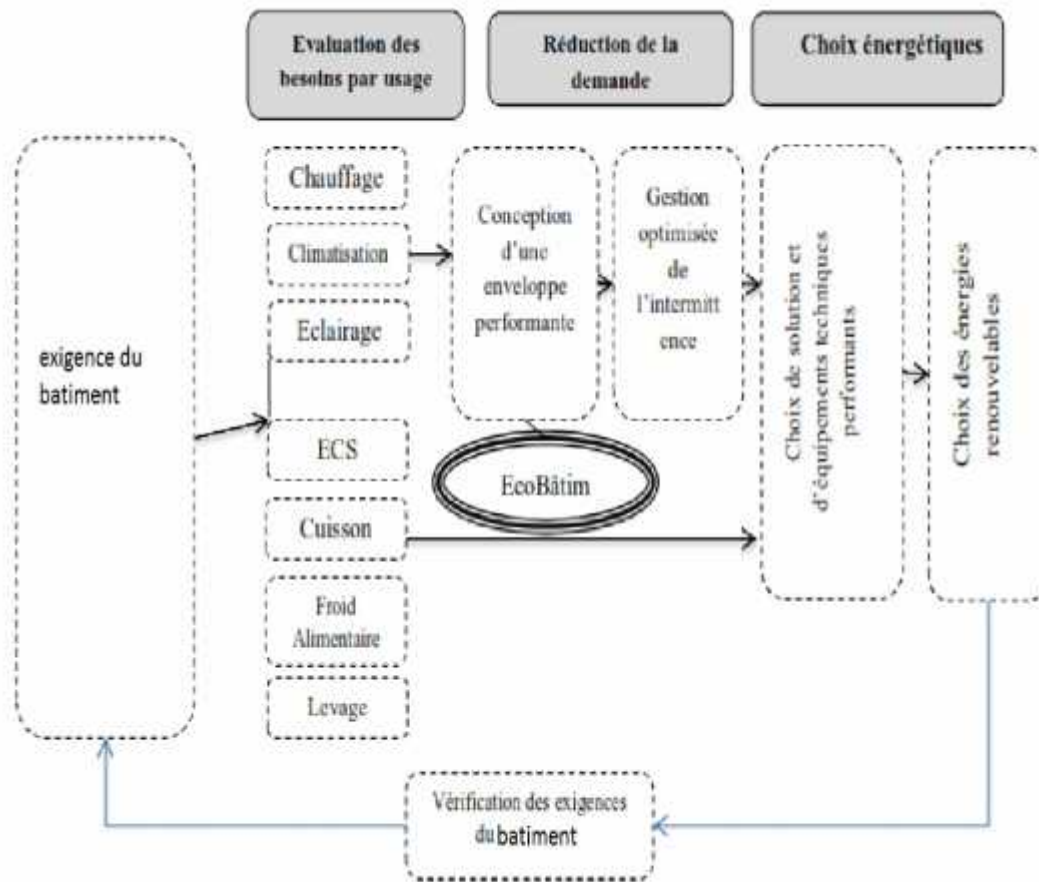 Evaluation des
besoins par usage
Réduction de la
demande
Choix énergétiques
exigence du
batiment
Chauffage
Climatisation
Eclairage
ECS
Cuisson
Froid
Alimentaire
Levage
Conception
d'une
enveloppe
performante
Gestion
optimisée
de
l'intermitt
ence
EcoBâtim
Choix de solution et
d'équipements techniques
performants
Choix des énergies
renouvelables
Vérification des exigences
du batiment